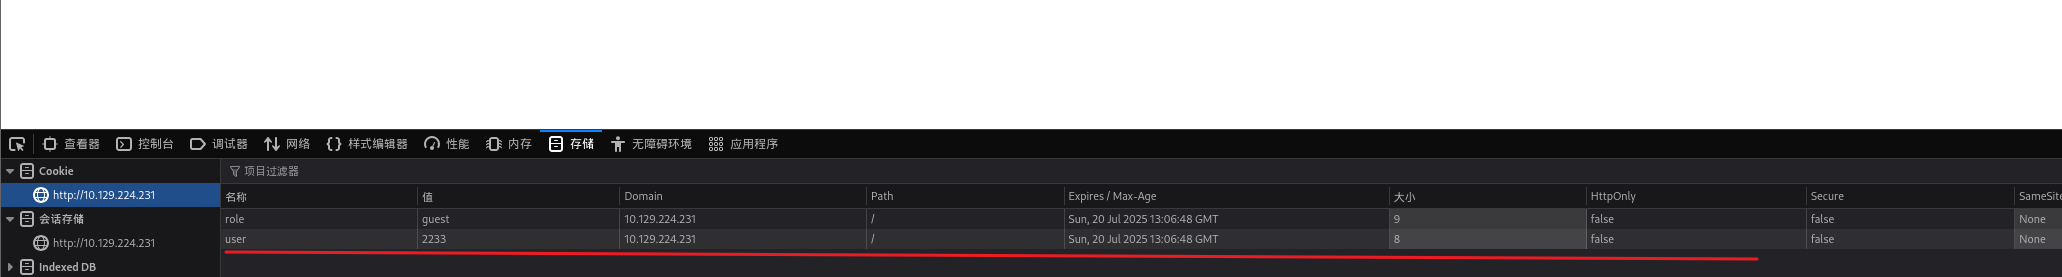 查看器 控制台 调试器 网络 样式编辑器 性能 内存 存储 无障碍环境 应用程序
Cookie
http://10.129.224.231
会话存储
http://10.129.224.231
Indexed DB
项目过滤器
名称 值 Domain Path Expires / Max-Age 大小 HttpOnly Secure SameSite
role guest 10.129.224.231 / Sun, 20 Jul 2025 13:06:48 GMT 9 false false None
user 2233 10.129.224.231 / Sun, 20 Jul 2025 13:06:48 GMT 8 false false None